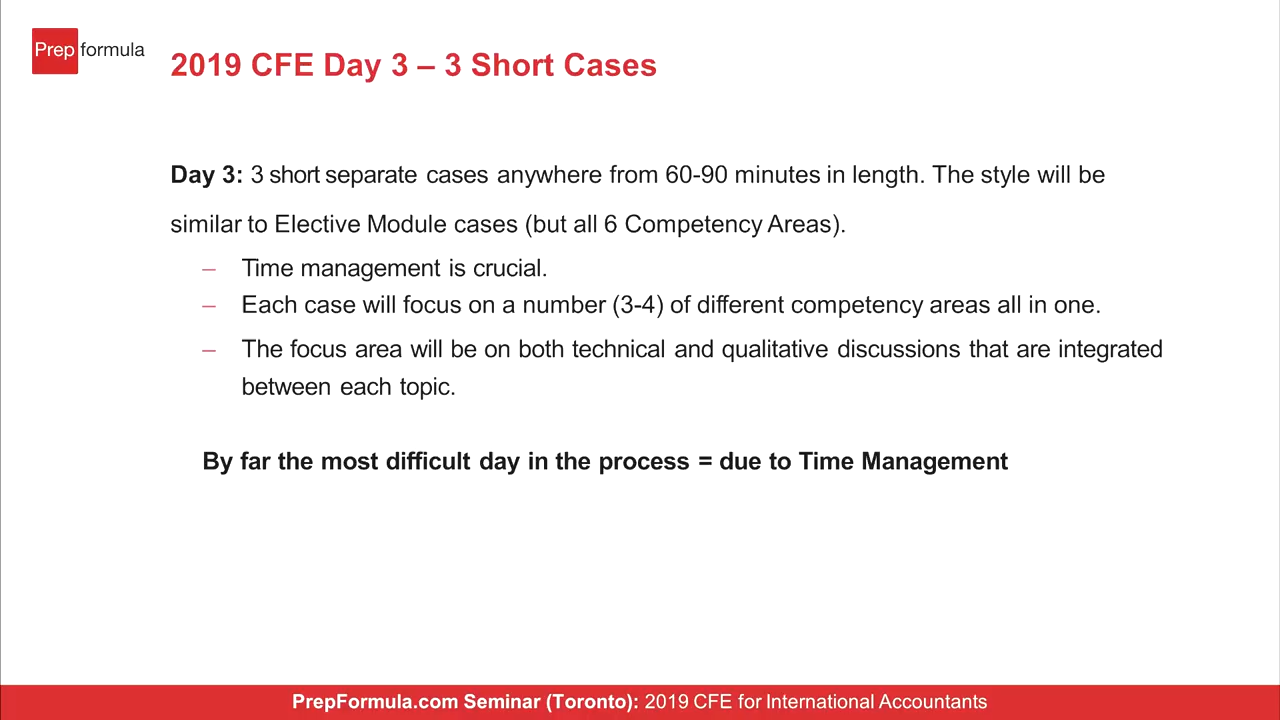 Prep formula
2019 CFE Day 3 – 3 Short Cases
Day 3: 3 short separate cases anywhere from 60-90 minutes in length. The style will be
similar to Elective Module cases (but all 6 Competency Areas).
– Time management is crucial.
– Each case will focus on a number (3-4) of different competency areas all in one.
– The focus area will be on both technical and qualitative discussions that are integrated
between each topic.
By far the most difficult day in the process = due to Time Management
PrepFormula.com Seminar (Toronto): 2019 CFE for International Accountants